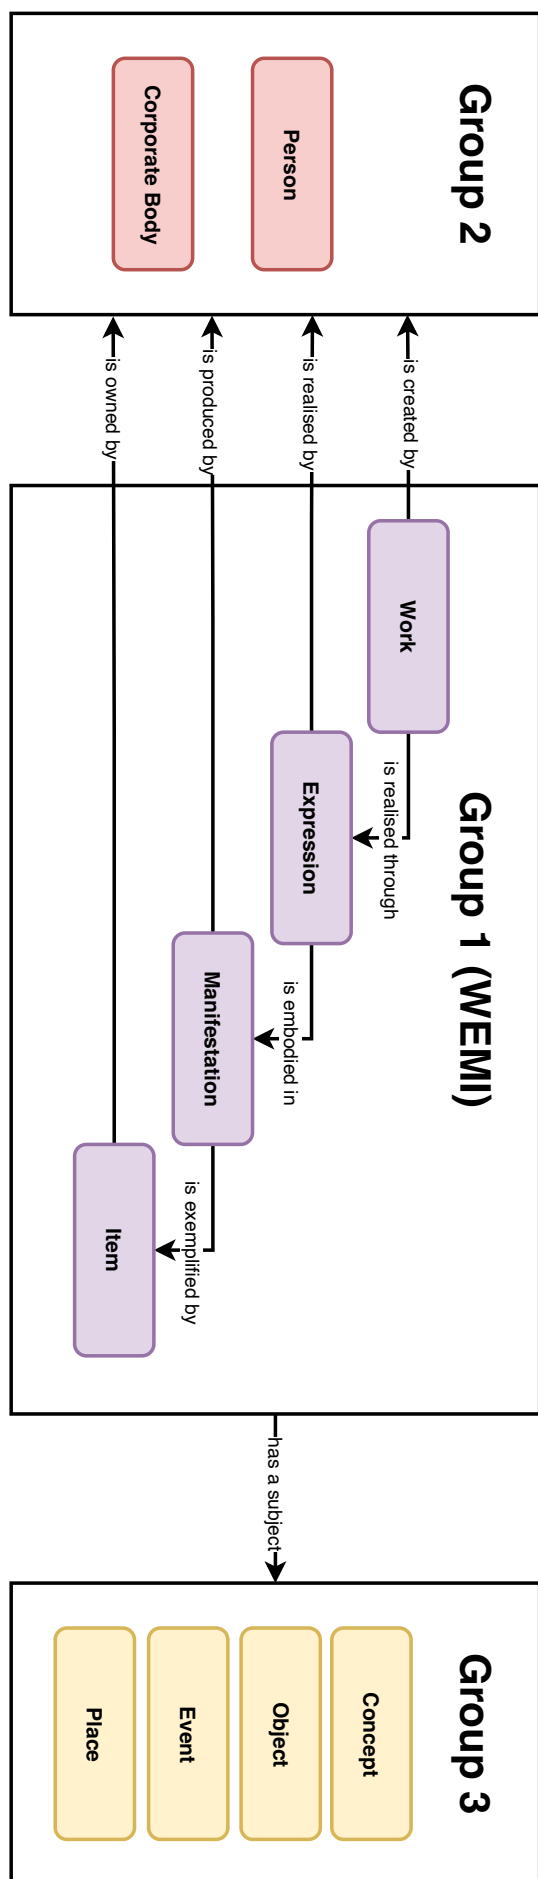 Group 2
Person
Corporate Body
is created by
is realised by
is produced by
is owned by
Group 1 (WEMI)
Work
is realised through
Expression
is embodied in
Manifestation
is exemplified by
Item
has a subject
Group 3
Concept
Object
Event
Place